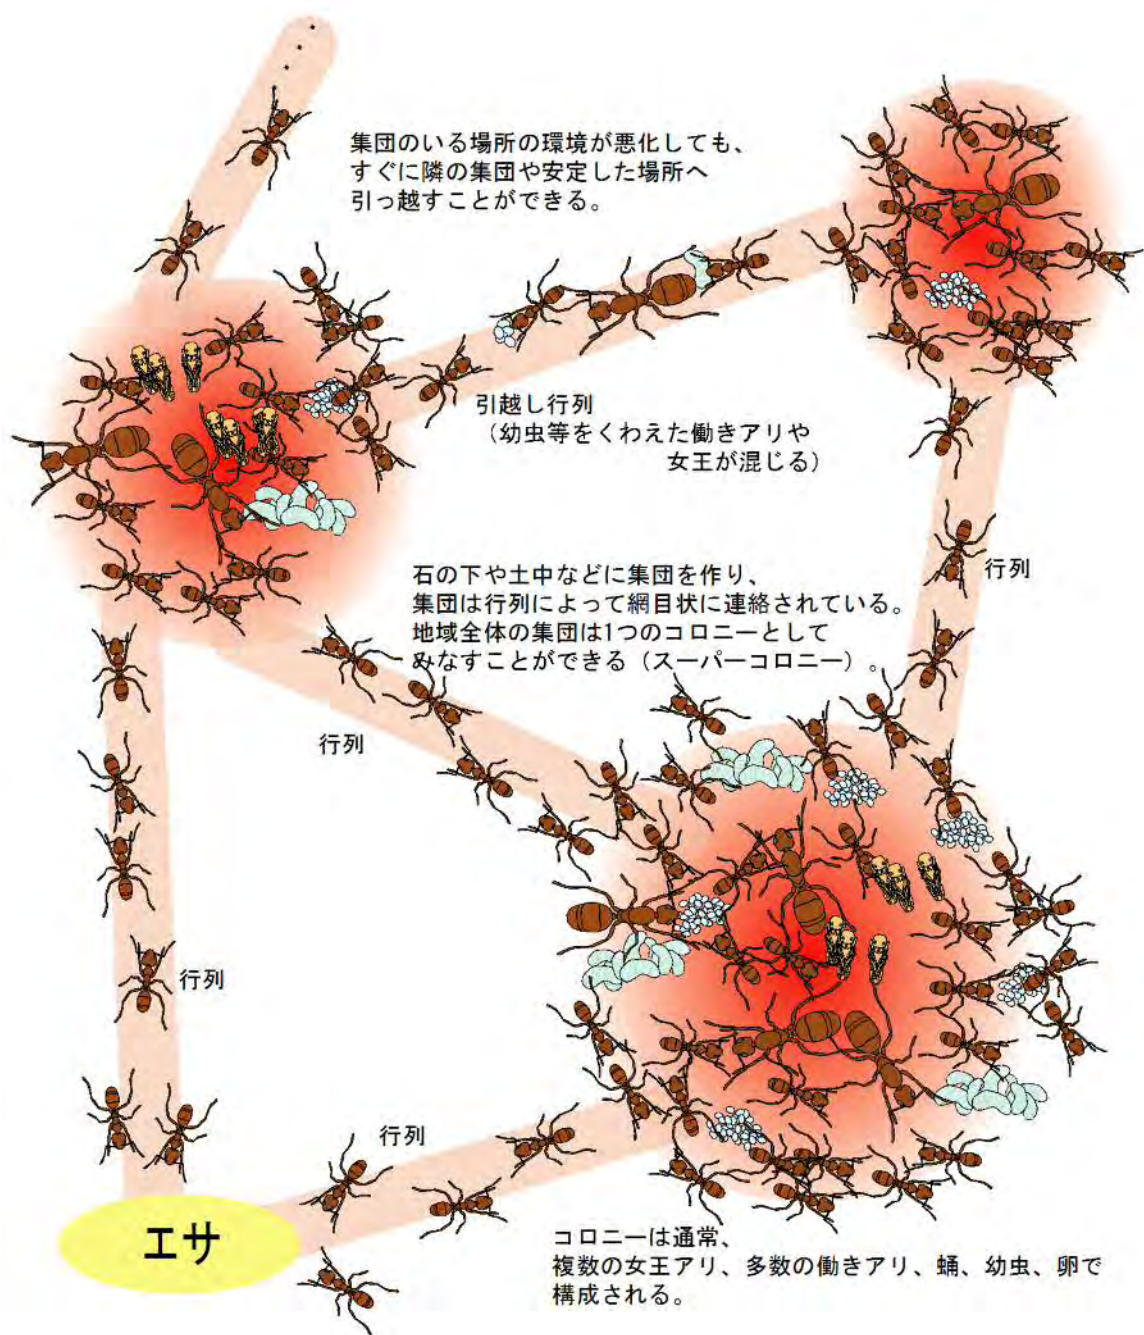 集団のいる場所の環境が悪化しても、
すぐに隣の集団や安定した場所へ
引っ越すことができる。
引越し行列
（幼虫等をくわえた働きアリや
女王が混じる）
石の下や土中などに集団を作り、
集団は行列によって網目状に連絡されている。
地域全体の集団は1つのコロニーとして
みなすことができる（スーパーコロニー）。
行列
行列
行列
行列
エサ
コロニーは通常、
複数の女王アリ、多数の働きアリ、蛹、幼虫、卵で
構成される。